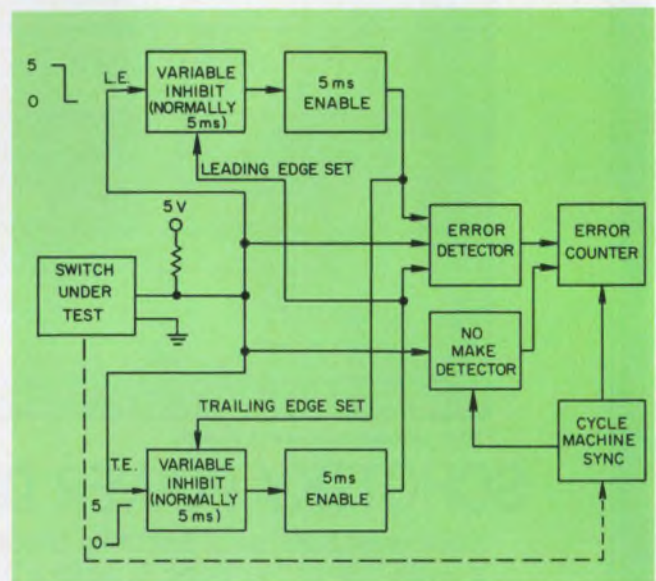 5
0
L.E.
VARIABLE
INHIBIT
(NORMALLY
5ms)
5ms
ENABLE
LEADING EDGE SET
5V
SWITCH
UNDER
TEST
ERROR
DETECTOR
ERROR
COUNTER
NO
MAKE
DETECTOR
TRAILING EDGE SET
CYCLE
MACHINE
SYNC
T.E.
5
0
VARIABLE
INHIBIT
(NORMALLY
5ms)
5ms
ENABLE